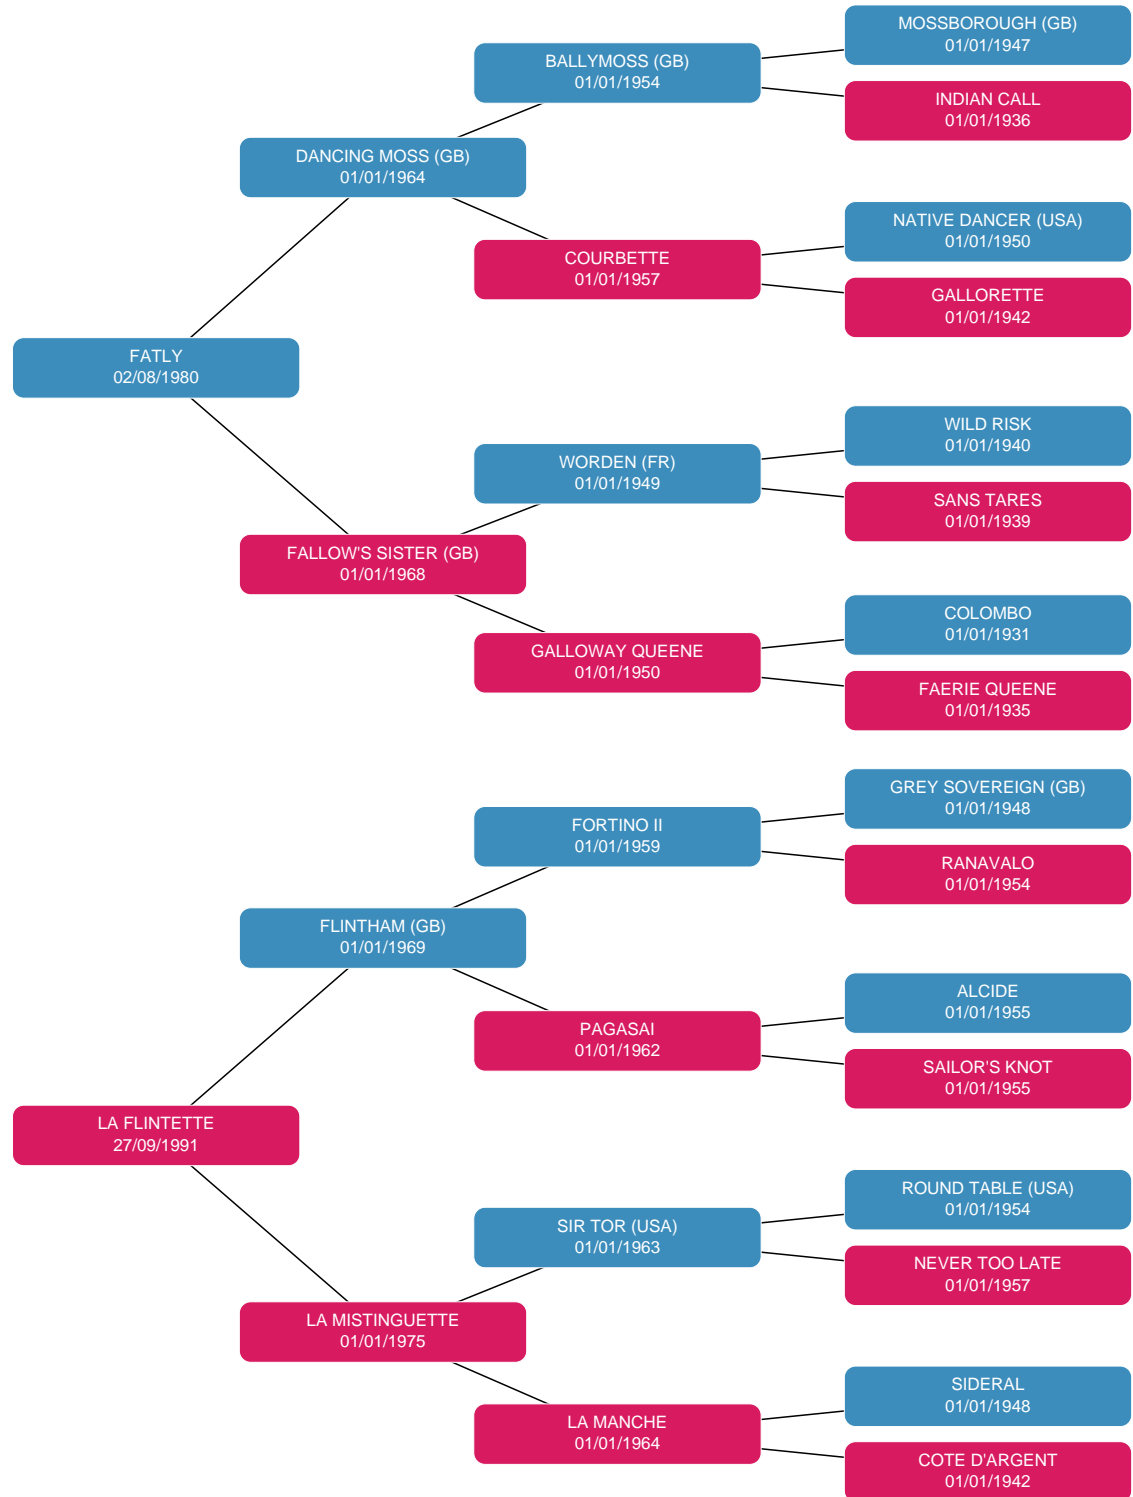 MOSSBOROUGH (GB)
01/01/1947
BALLYMOSS (GB)
01/01/1954
INDIAN CALL
01/01/1936
DANCING MOSS (GB)
01/01/1964
NATIVE DANCER (USA)
01/01/1950
COURBETTE
01/01/1957
GALLORETTE
01/01/1942
FATLY
02/08/1980
WILD RISK
01/01/1940
WORDEN (FR)
01/01/1949
SANS TARES
01/01/1939
FALLOW'S SISTER (GB)
01/01/1968
COLOMBO
01/01/1931
GALLOWAY QUEENE
01/01/1950
FAERIE QUEENE
01/01/1935
GREY SOVEREIGN (GB)
01/01/1948
FORTINO II
01/01/1959
RANAVALO
01/01/1954
FLINTHAM (GB)
01/01/1969
ALCIDE
01/01/1955
PAGASAI
01/01/1962
SAILOR'S KNOT
01/01/1955
LA FLINTETTE
27/09/1991
ROUND TABLE (USA)
01/01/1954
SIR TOR (USA)
01/01/1963
NEVER TOO LATE
01/01/1957
LA MISTINGUETTE
01/01/1975
SIDERAL
01/01/1948
LA MANCHE
01/01/1964
COTE D'ARGENT
01/01/1942